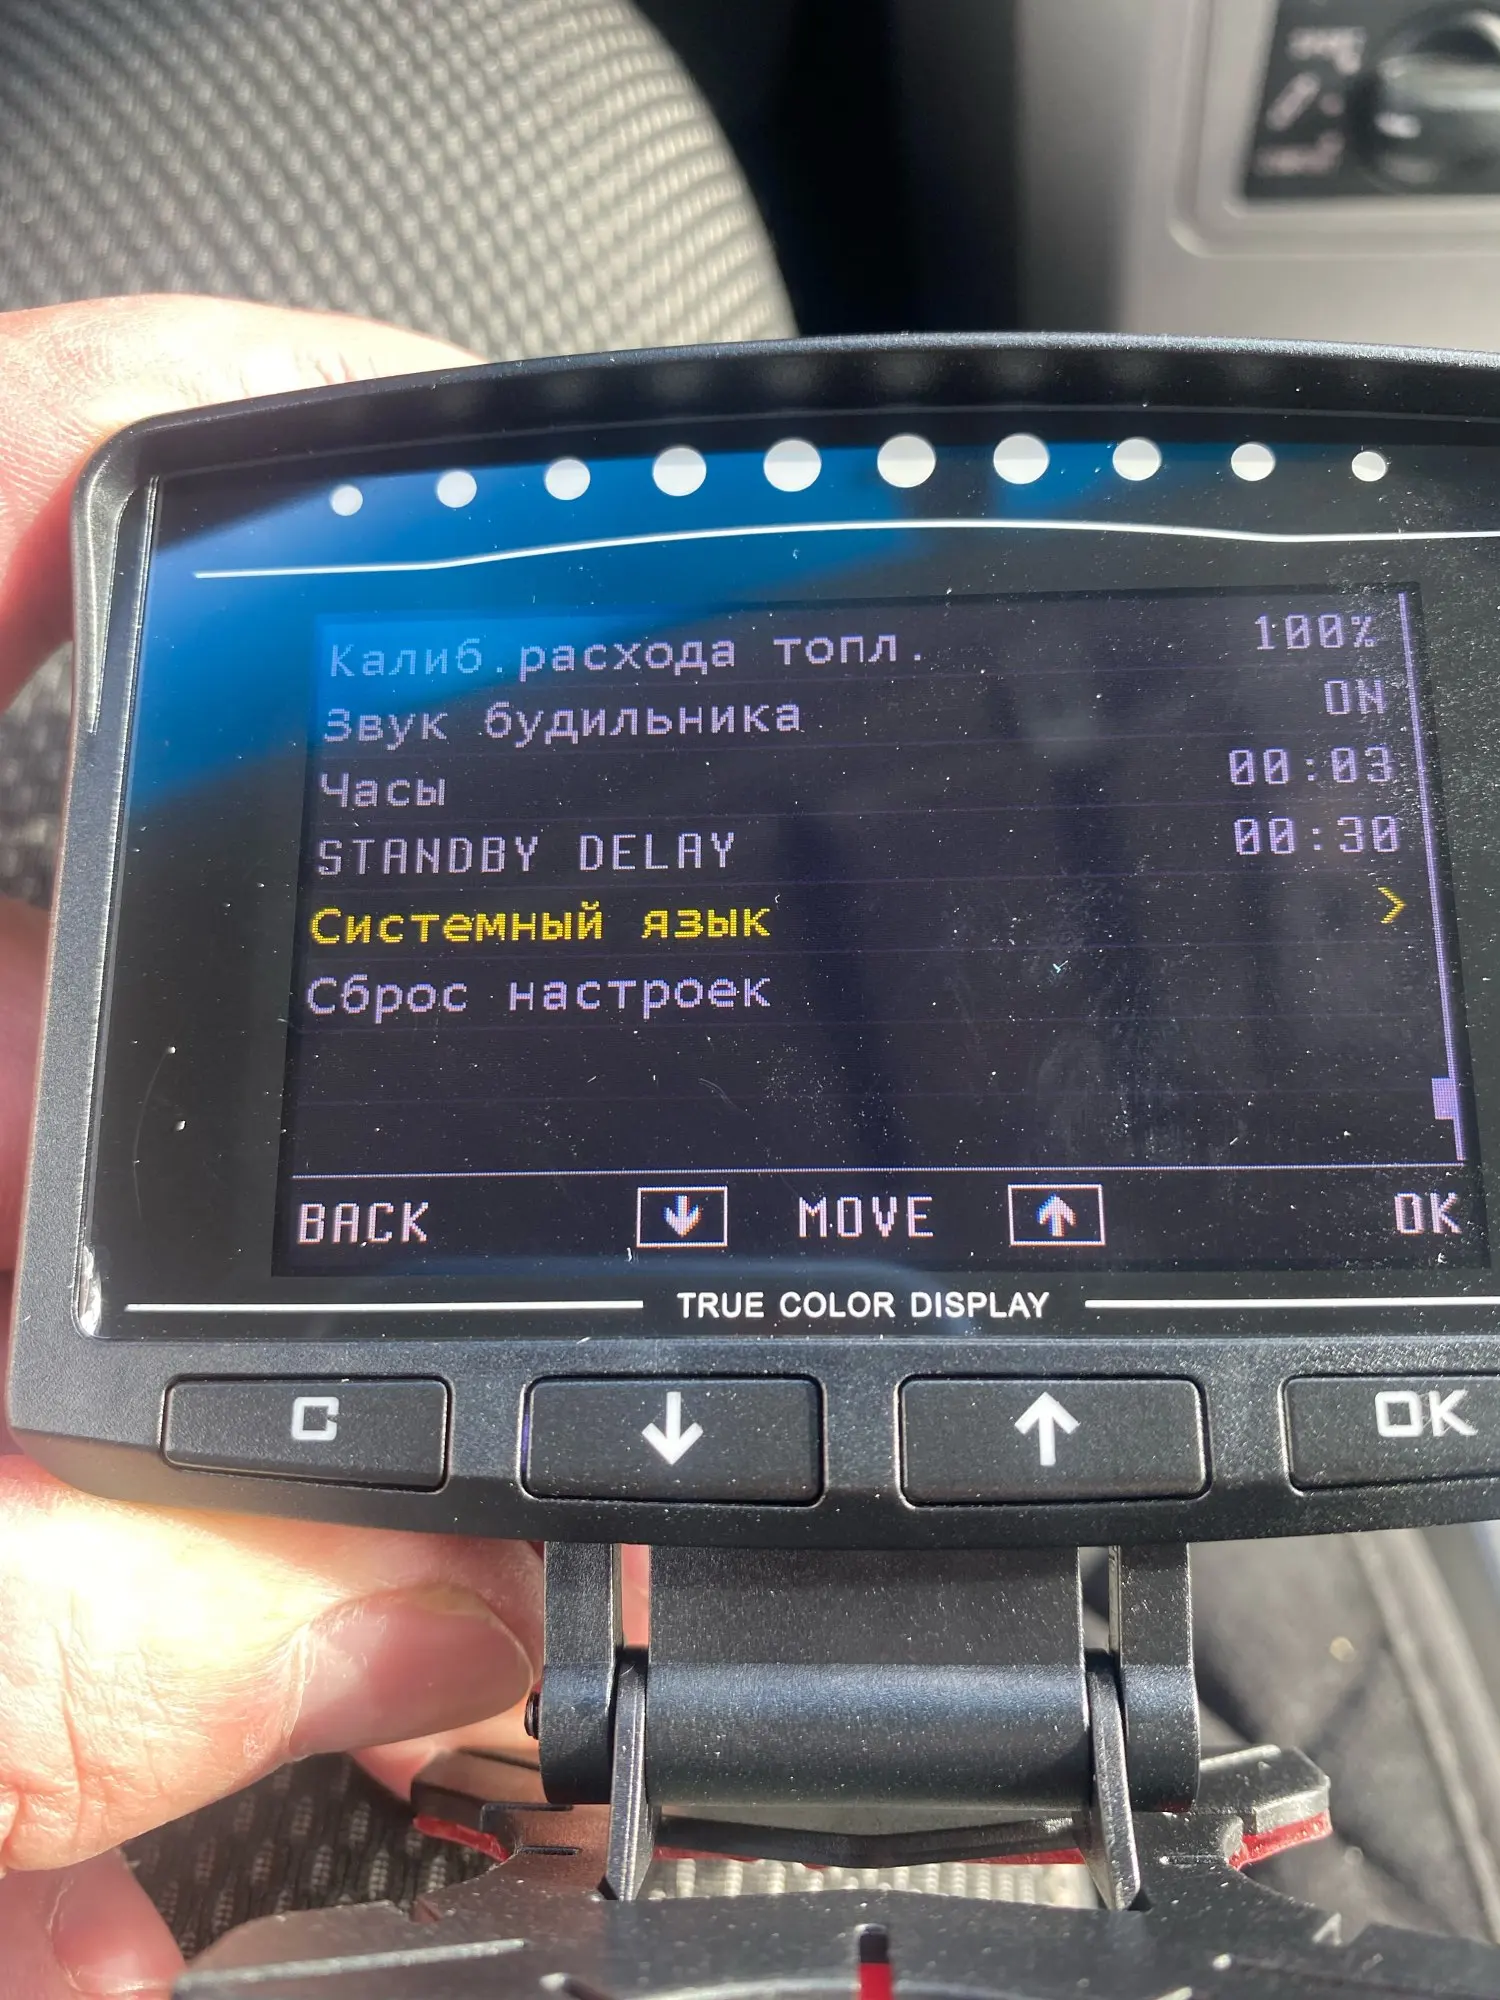 Калиб.расхода топл. 100%
Звук будильника ON
Часы 00:03
STANDBY DELAY 00:30
Системный язык >
Сброс настроек
BACK ↓ MOVE ↑ OK
TRUE COLOR DISPLAY
C ↓ ↑ OK